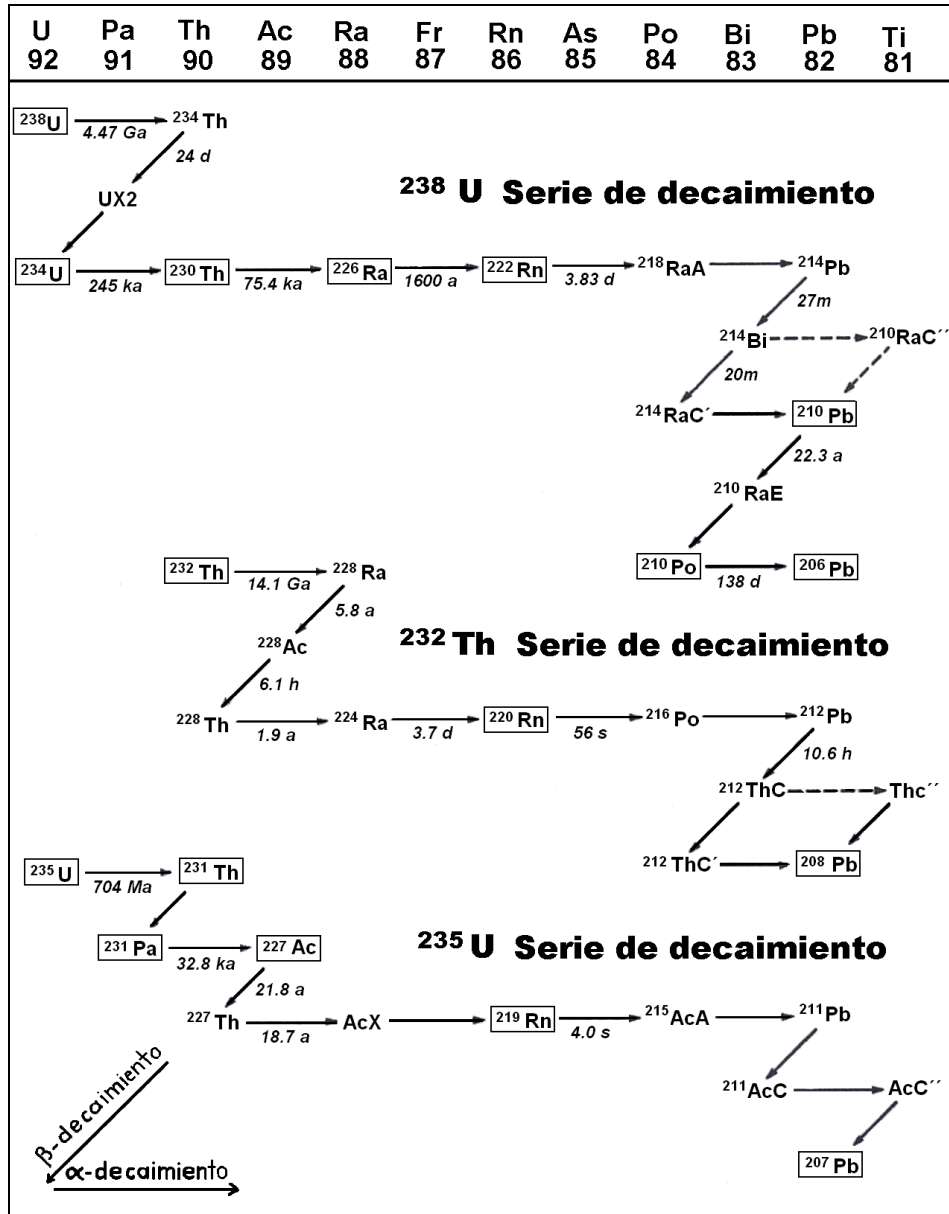 U Pa Th Ac Ra Fr Rn As Po Bi Pb Ti
92 91 90 89 88 87 86 85 84 83 82 81
²³⁸U 4.47 Ga ²³⁴Th
24 d
UX2
²³⁸ U Serie de decaimiento
²³⁴U 245 ka ²³⁰Th 75.4 ka ²²⁶Ra 1600 a ²²²Rn 3.83 d ²¹⁸RaA ²¹⁴Pb
27m
²¹⁴Bi ²¹⁰RaC´´
20m
²¹⁴RaC´ ²¹⁰Pb
22.3 a
²¹⁰RaE
²¹⁰Po 138 d ²⁰⁶Pb
²³²Th 14.1 Ga ²²⁸Ra
5.8 a
²²⁸Ac
²³²Th Serie de decaimiento
6.1 h
²²⁸Th 1.9 a ²²⁴Ra 3.7 d ²²⁰Rn 56 s ²¹⁶Po ²¹²Pb
10.6 h
²¹²ThC Thc´´
²¹²ThC´ ²⁰⁸Pb
²³⁵U 704 Ma ²³¹Th
²³¹Pa 32.8 ka ²²⁷Ac
²³⁵U Serie de decaimiento
21.8 a
²²⁷Th 18.7 a AcX ²¹⁹Rn 4.0 s ²¹⁵AcA ²¹¹Pb
²¹¹AcC AcC´´
²⁰⁷Pb
β-decaimiento
α-decaimiento